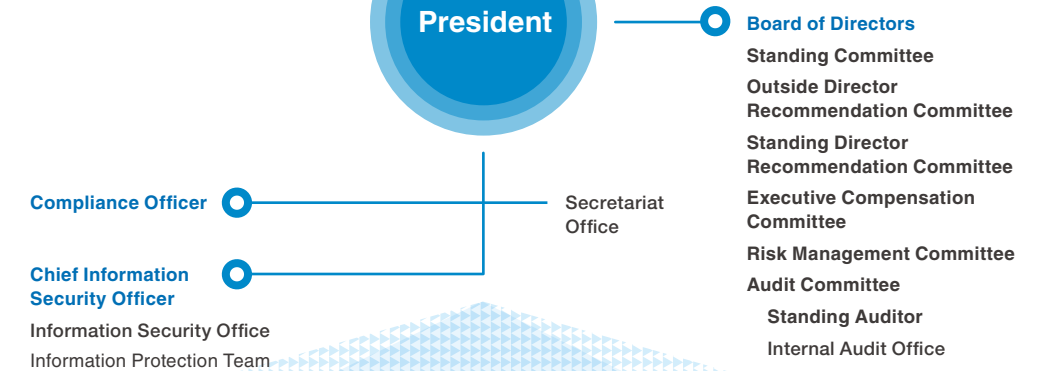 President
Board of Directors
Standing Committee
Outside Director
Recommendation Committee
Standing Director
Recommendation Committee
Executive Compensation
Committee
Risk Management Committee
Audit Committee
Standing Auditor
Internal Audit Office
Compliance Officer
Secretariat
Office
Chief Information
Security Officer
Information Security Office
Information Protection Team